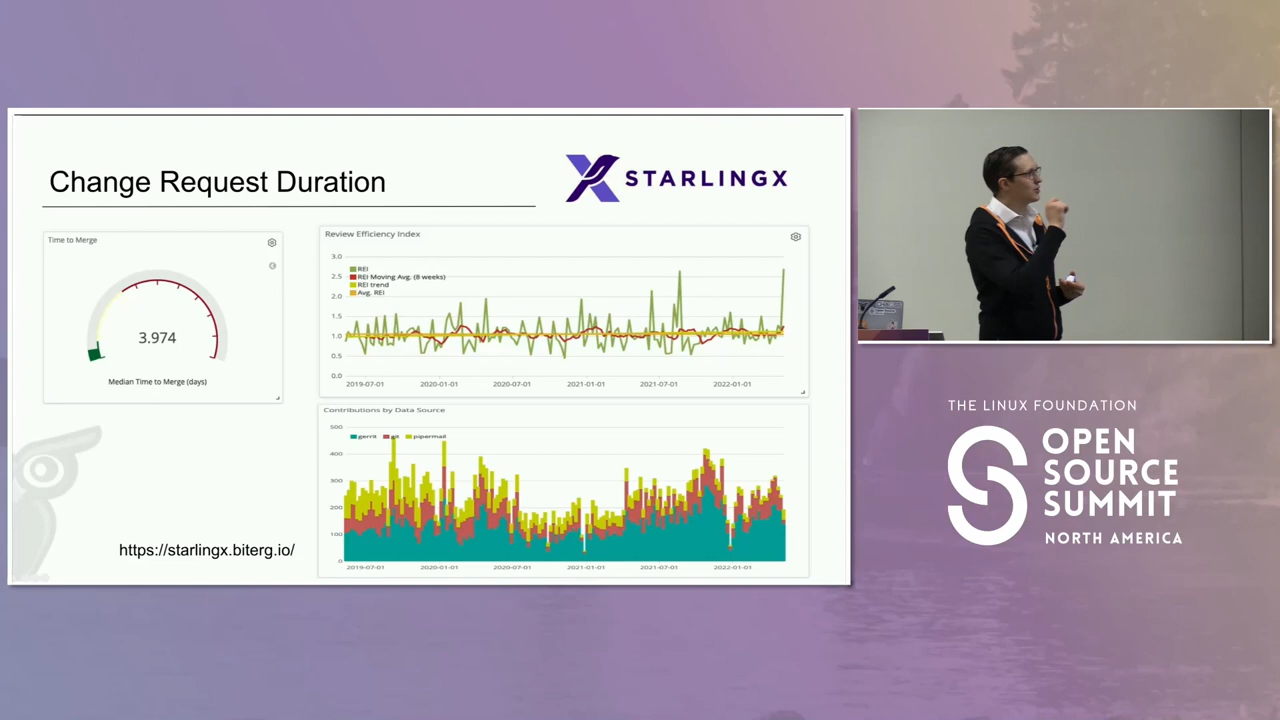 Change Request Duration
STARLINGX
Time to Merge
3.974
Median Time to Merge (days)
Review Efficiency Index
3.0
2.5
2.0
1.5
1.0
0.5
0.0
REI
REI Moving Avg. (8 weeks)
REI trend
Avg. REI
2019-07-01 2020-01-01 2020-07-01 2021-01-01 2021-07-01 2022-01-01
Contributions by Data Source
500
400
300
200
100
0
gerrit git pipermail
2019-07-01 2020-01-01 2020-07-01 2021-01-01 2021-07-01 2022-01-01
https://starlingx.biterg.io/
THE LINUX FOUNDATION
OPEN
SOURCE
SUMMIT
NORTH AMERICA